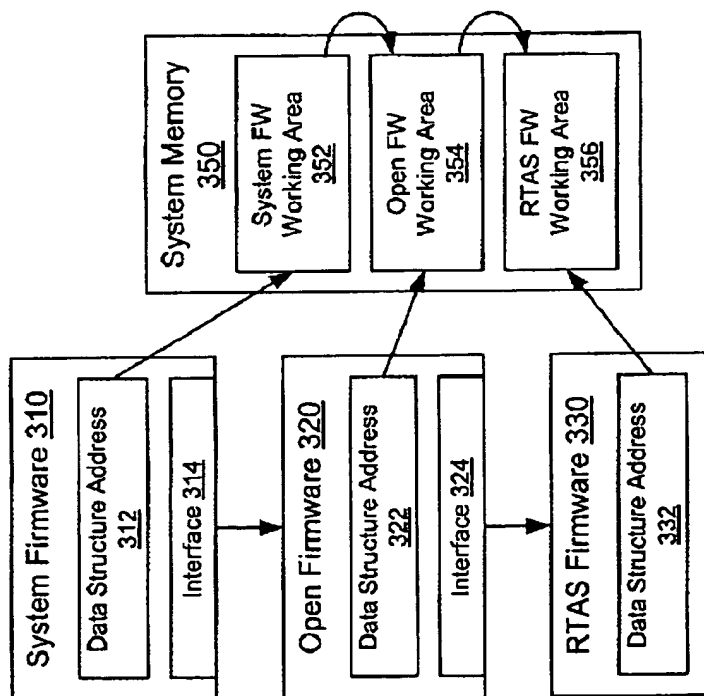 System Firmware 310
Data Structure Address
312
Interface 314
Open Firmware 320
Data Structure Address
322
Interface 324
RTAS Firmware 330
Data Structure Address
332
System Memory
350
System FW
Working Area
352
Open FW
Working Area
354
RTAS FW
Working Area
356